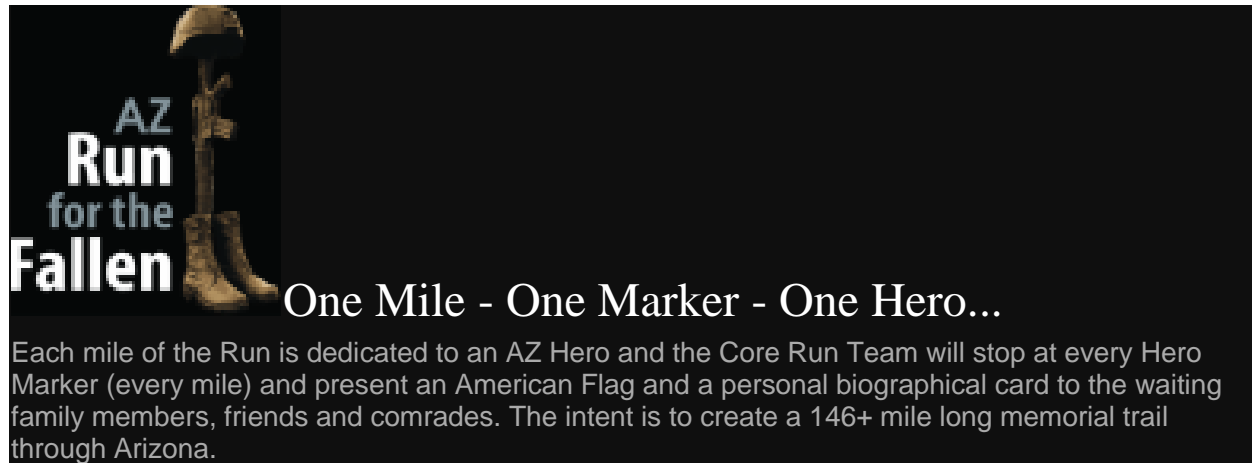 AZ
Run
for the
Fallen
One Mile - One Marker - One Hero...
Each mile of the Run is dedicated to an AZ Hero and the Core Run Team will stop at every Hero
Marker (every mile) and present an American Flag and a personal biographical card to the waiting
family members, friends and comrades. The intent is to create a 146+ mile long memorial trail
through Arizona.